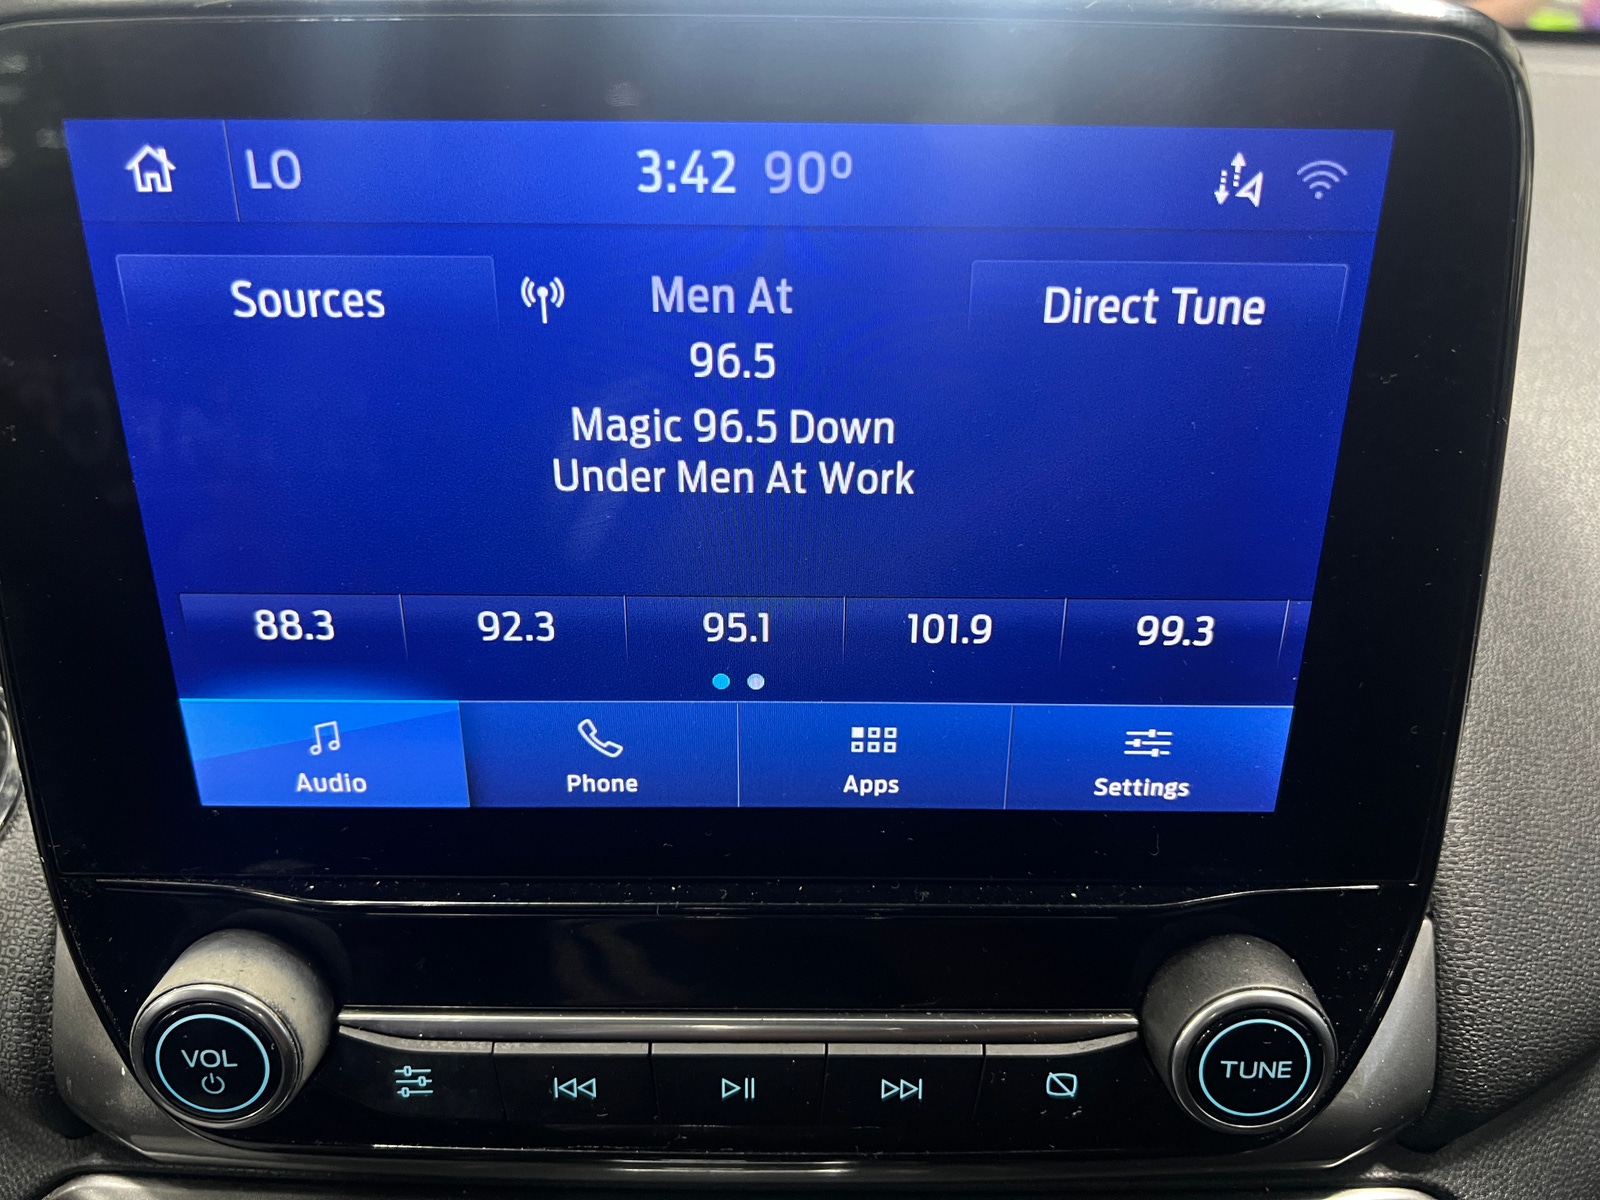 LO 3:42 90°
Sources Men At Direct Tune
96.5
Magic 96.5 Down
Under Men At Work
88.3 92.3 95.1 101.9 99.3
Audio Phone Apps Settings
VOL TUNE